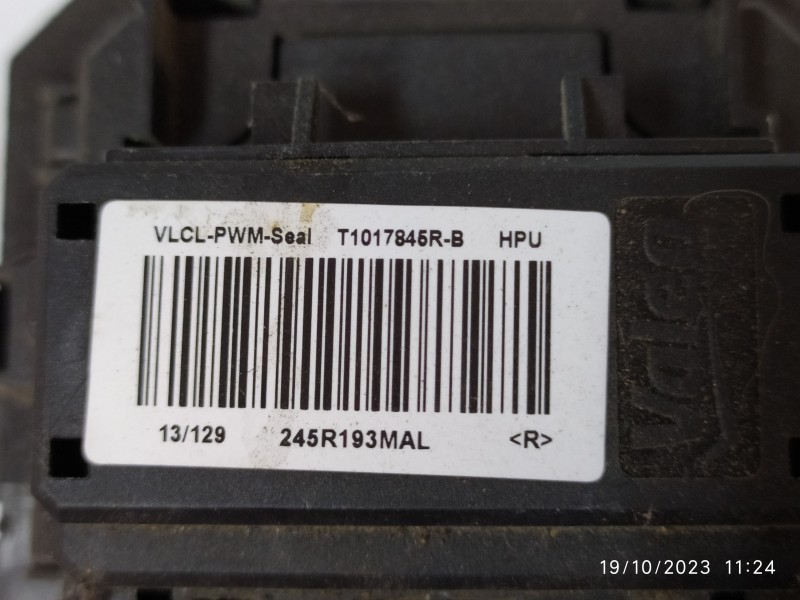 VLCL-PWM-Seal T1017845R-B HPU
Valeo
13/129 245R193MAL <R>
19/10/2023 11:24